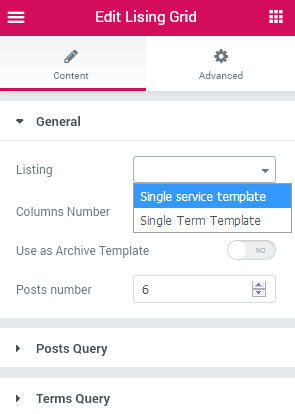 Edit Lising Grid
Content Advanced
General
Listing
Single service template
Columns Number
Single Term Template
Use as Archive Template NO
Posts number 6
Posts Query
Terms Query